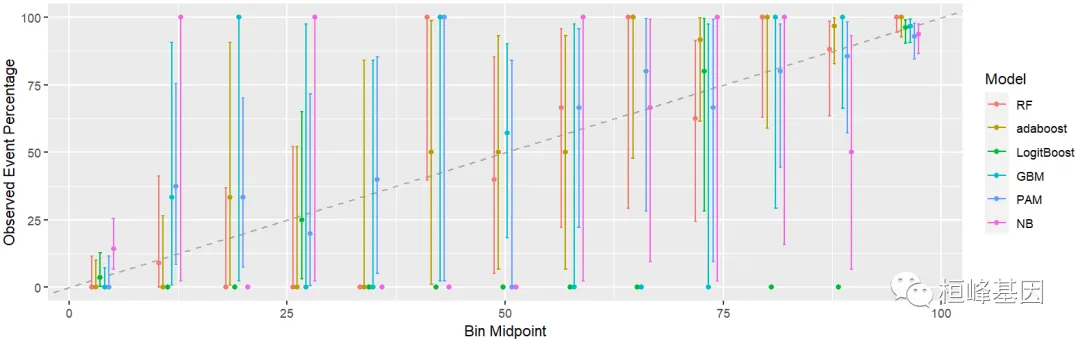 100
75
50
25
0
Observed Event Percentage
0
25
50
75
100
Bin Midpoint
Model
RF
adaboost
LogitBoost
GBM
PAM
NB
桓峰基因